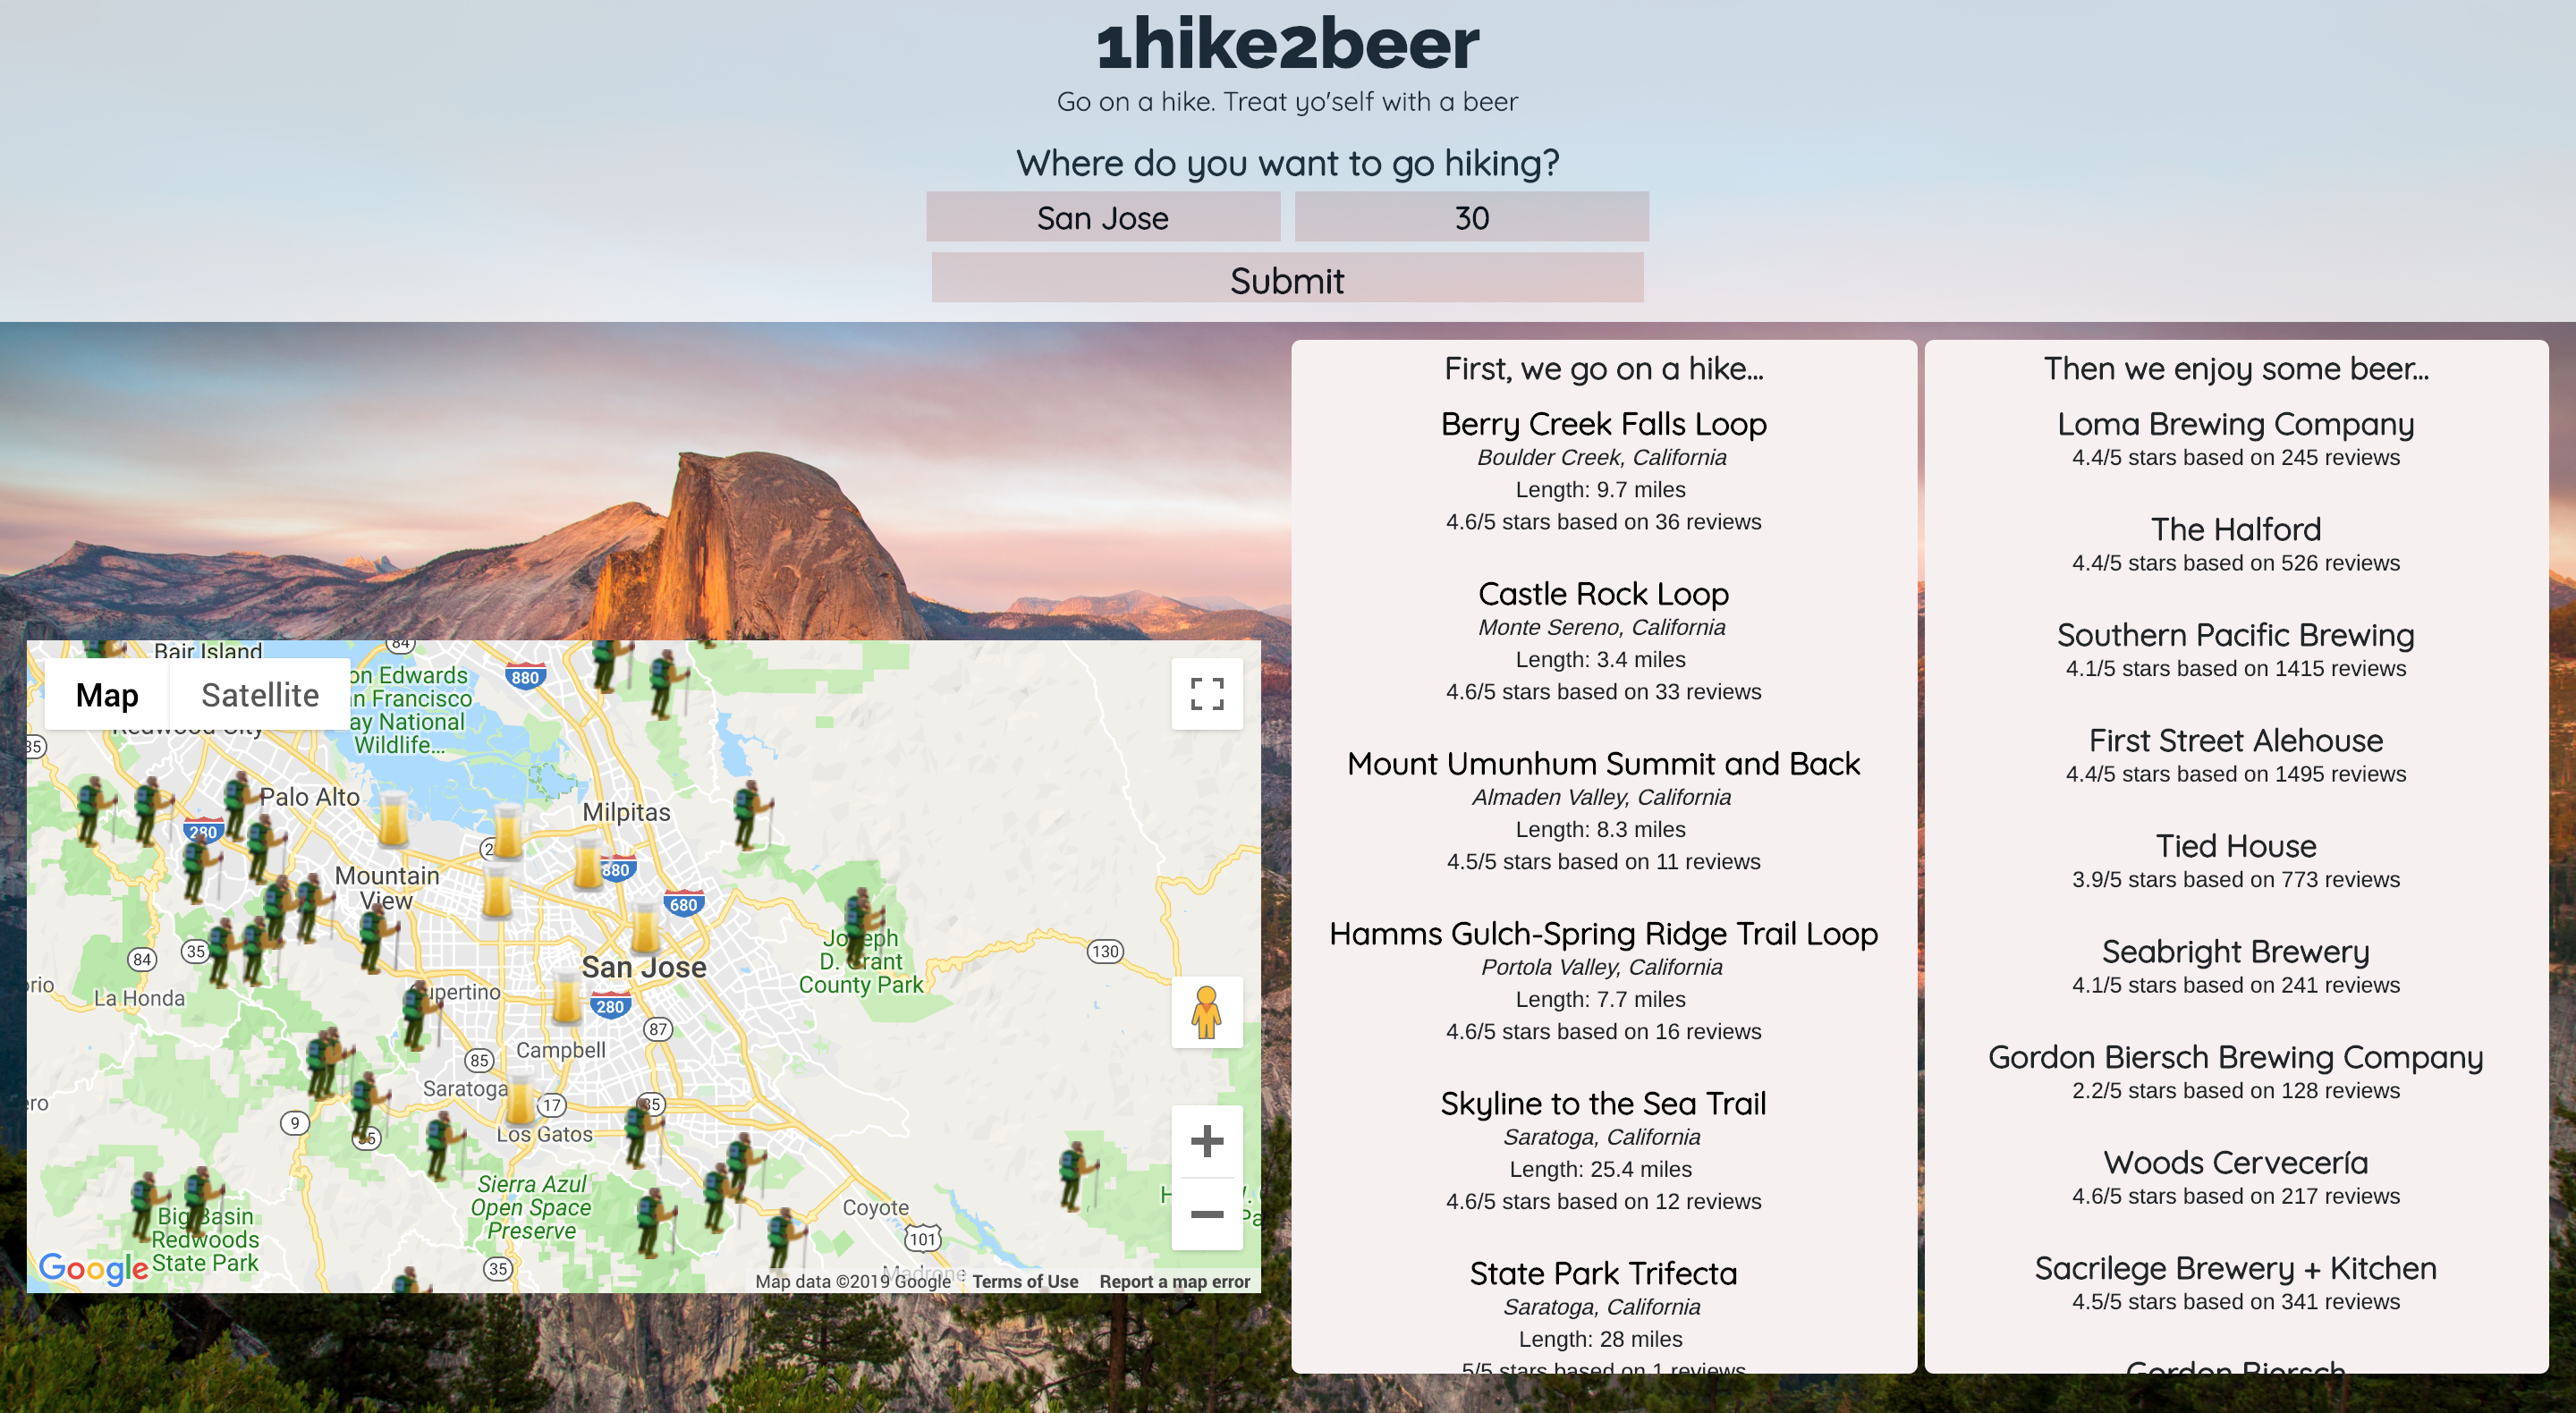 1hike2beer
Go on a hike. Treat yo'self with a beer
Where do you want to go hiking?
San Jose
30
Submit
Bair Island
84
880
on Edwards
n Francisco
ay National
Wildlife...
Map
Satellite
Redwood City
35
Palo Alto
Milpitas
280
880
Mountain
View
680
Joseph
D. Grant
County Park
130
84
35
San Jose
La Honda
upertino
280
87
Campbell
85
Saratoga
17
85
9
35
Los Gatos
Sierra Azul
Open Space
Preserve
Coyote
Big Basin
Redwoods
State Park
101
35
Madrone
Google
Map data ©2019 Google
Terms of Use
Report a map error
First, we go on a hike...
Berry Creek Falls Loop
Boulder Creek, California
Length: 9.7 miles
4.6/5 stars based on 36 reviews
Castle Rock Loop
Monte Sereno, California
Length: 3.4 miles
4.6/5 stars based on 33 reviews
Mount Umunhum Summit and Back
Almaden Valley, California
Length: 8.3 miles
4.5/5 stars based on 11 reviews
Hamms Gulch-Spring Ridge Trail Loop
Portola Valley, California
Length: 7.7 miles
4.6/5 stars based on 16 reviews
Skyline to the Sea Trail
Saratoga, California
Length: 25.4 miles
4.6/5 stars based on 12 reviews
State Park Trifecta
Saratoga, California
Length: 28 miles
5/5 stars based on 1 reviews
Then we enjoy some beer...
Loma Brewing Company
4.4/5 stars based on 245 reviews
The Halford
4.4/5 stars based on 526 reviews
Southern Pacific Brewing
4.1/5 stars based on 1415 reviews
First Street Alehouse
4.4/5 stars based on 1495 reviews
Tied House
3.9/5 stars based on 773 reviews
Seabright Brewery
4.1/5 stars based on 241 reviews
Gordon Biersch Brewing Company
2.2/5 stars based on 128 reviews
Woods Cervecería
4.6/5 stars based on 217 reviews
Sacrilege Brewery + Kitchen
4.5/5 stars based on 341 reviews
Gordon Biersch